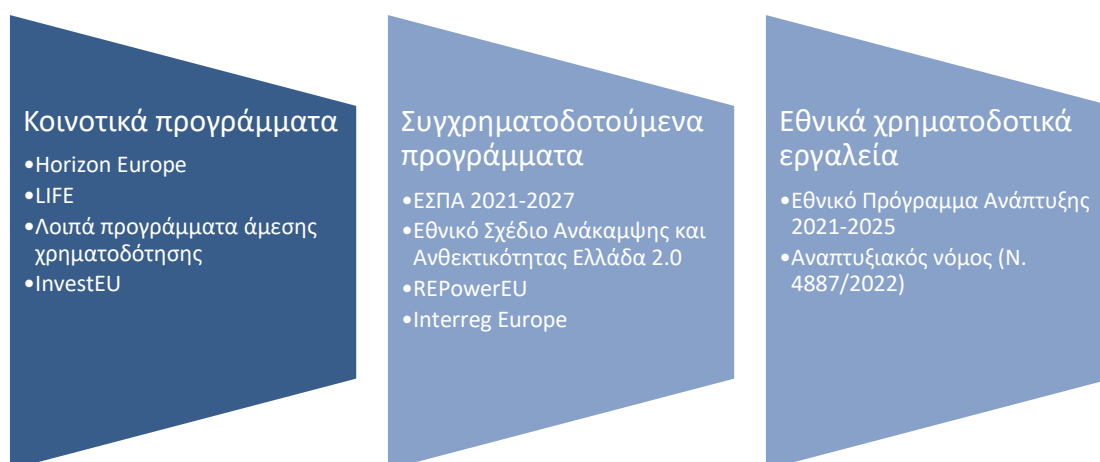 Κοινοτικά προγράμματα
•Horizon Europe
•LIFE
•Λοιπά προγράμματα άμεσης
χρηματοδότησης
•InvestEU
Συγχρηματοδοτούμενα
προγράμματα
•ΕΣΠΑ 2021-2027
•Εθνικό Σχέδιο Ανάκαμψης και
Ανθεκτικότητας Ελλάδα 2.0
•REPowerEU
•Interreg Europe
Εθνικά χρηματοδοτικά
εργαλεία
•Εθνικό Πρόγραμμα Ανάπτυξης
2021-2025
•Αναπτυξιακός νόμος (Ν.
4887/2022)